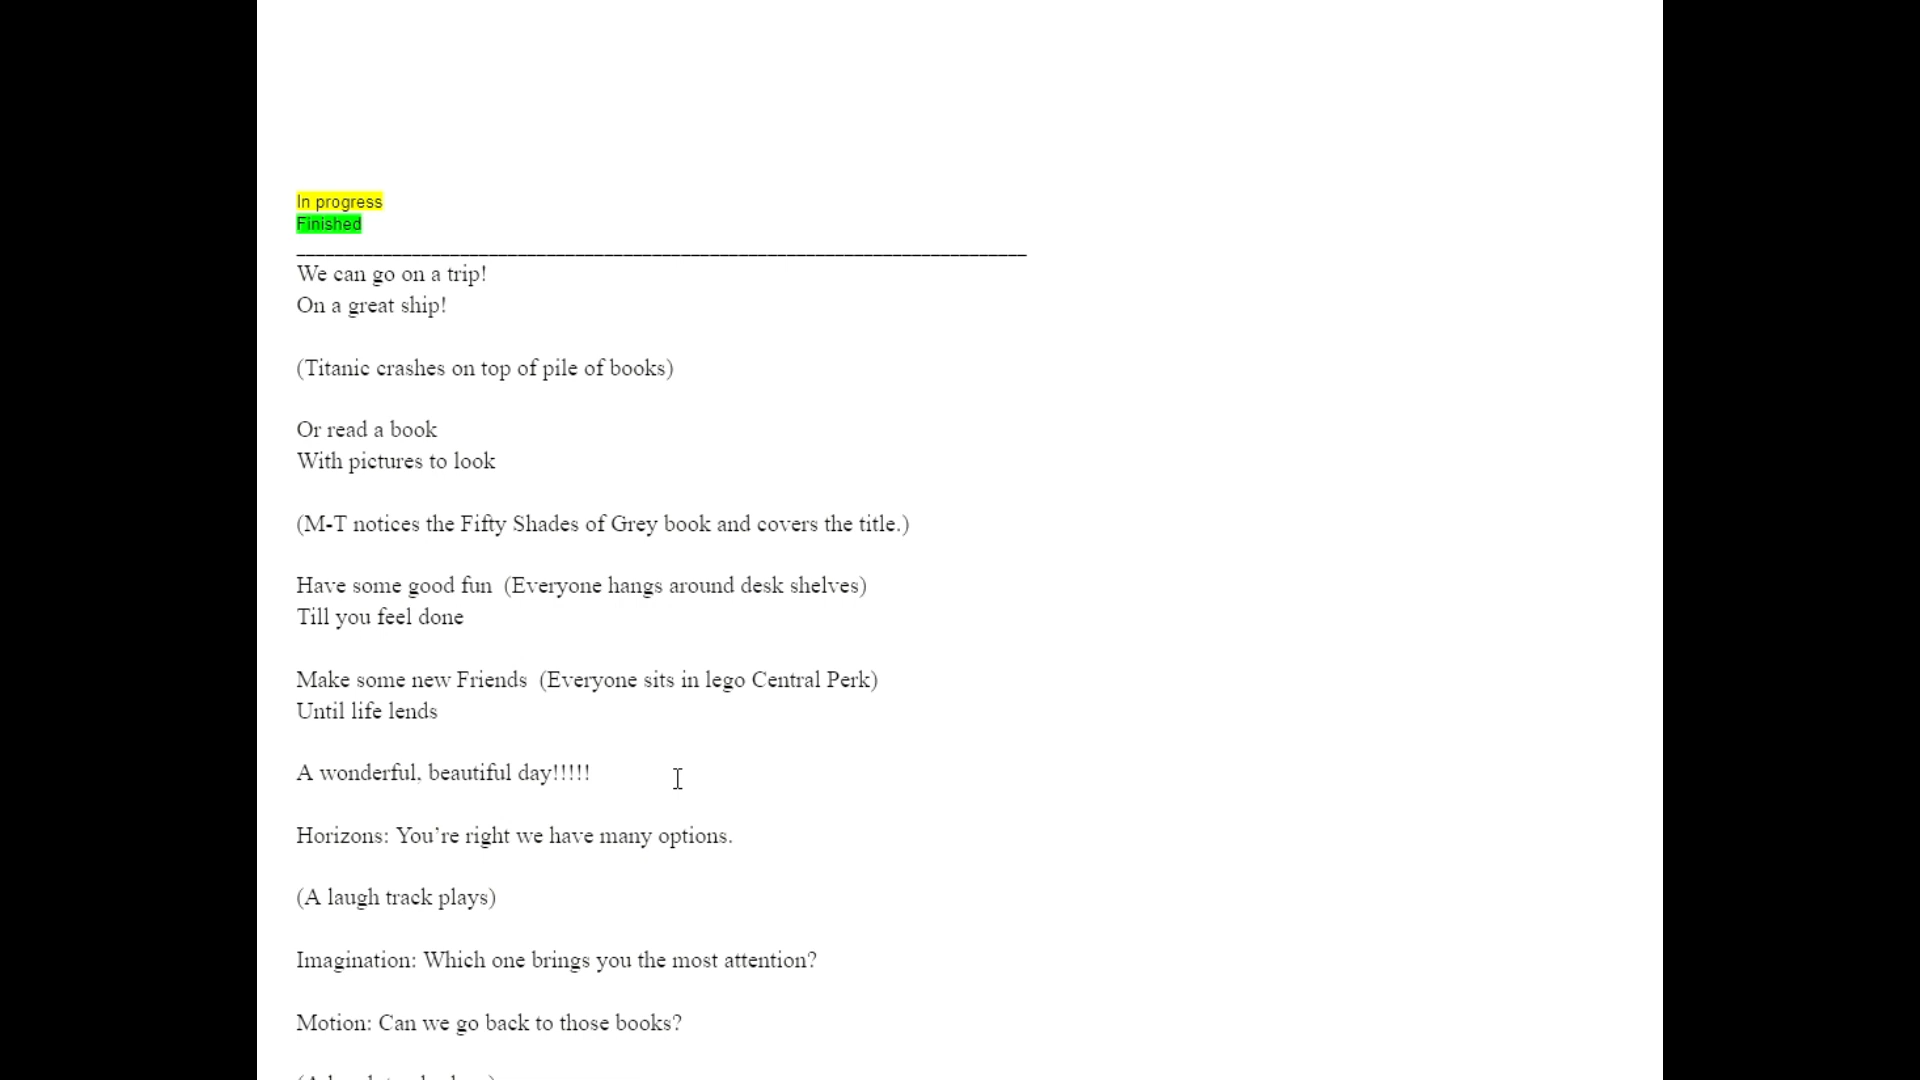 In progress
Finished
We can go on a trip!
On a great ship!
(Titanic crashes on top of pile of books)
Or read a book
With pictures to look
(M-T notices the Fifty Shades of Grey book and covers the title.)
Have some good fun  (Everyone hangs around desk shelves)
Till you feel done
Make some new Friends  (Everyone sits in lego Central Perk)
Until life lends
A wonderful, beautiful day!!!!!
Horizons: You’re right we have many options.
(A laugh track plays)
Imagination: Which one brings you the most attention?
Motion: Can we go back to those books?